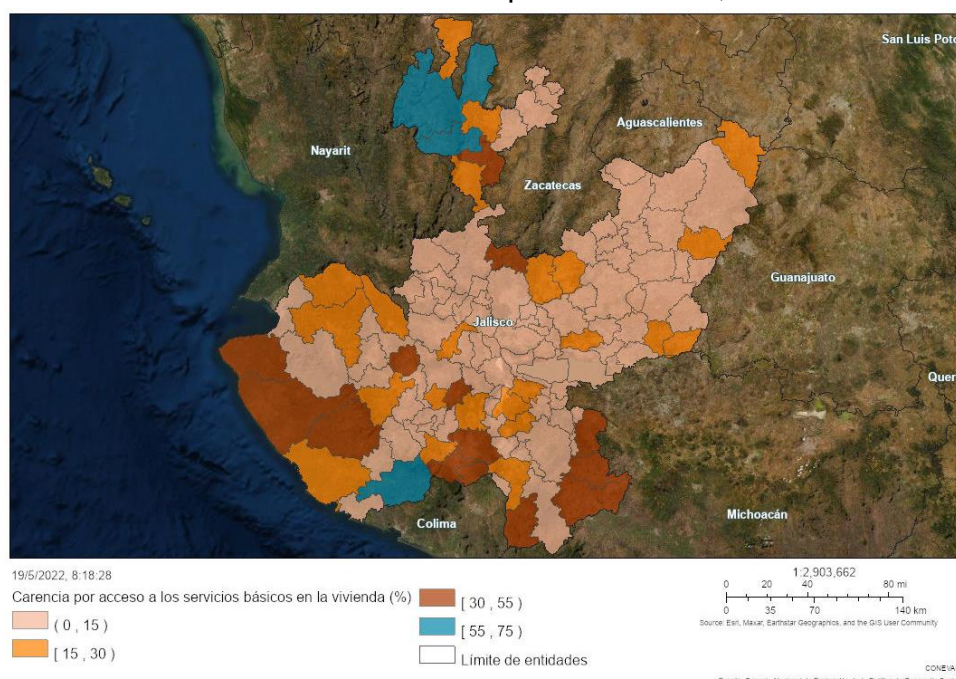 San Luis Poto
Aguascalientes
Nayarit
Zacatecas
Guanajuato
Jalisco
Quer
Michoacán
Colima
19/5/2022, 8:18:28
Carencia por acceso a los servicios básicos en la vivienda (%)
( 0 , 15 )
[ 15 , 30 )
[ 30 , 55 )
[ 55 , 75 )
Límite de entidades
1:2,903,662
0 20 40 80 mi
0 35 70 140 km
Source: Esri, Maxar, Earthstar Geographics, and the GIS User Community
CONEVA